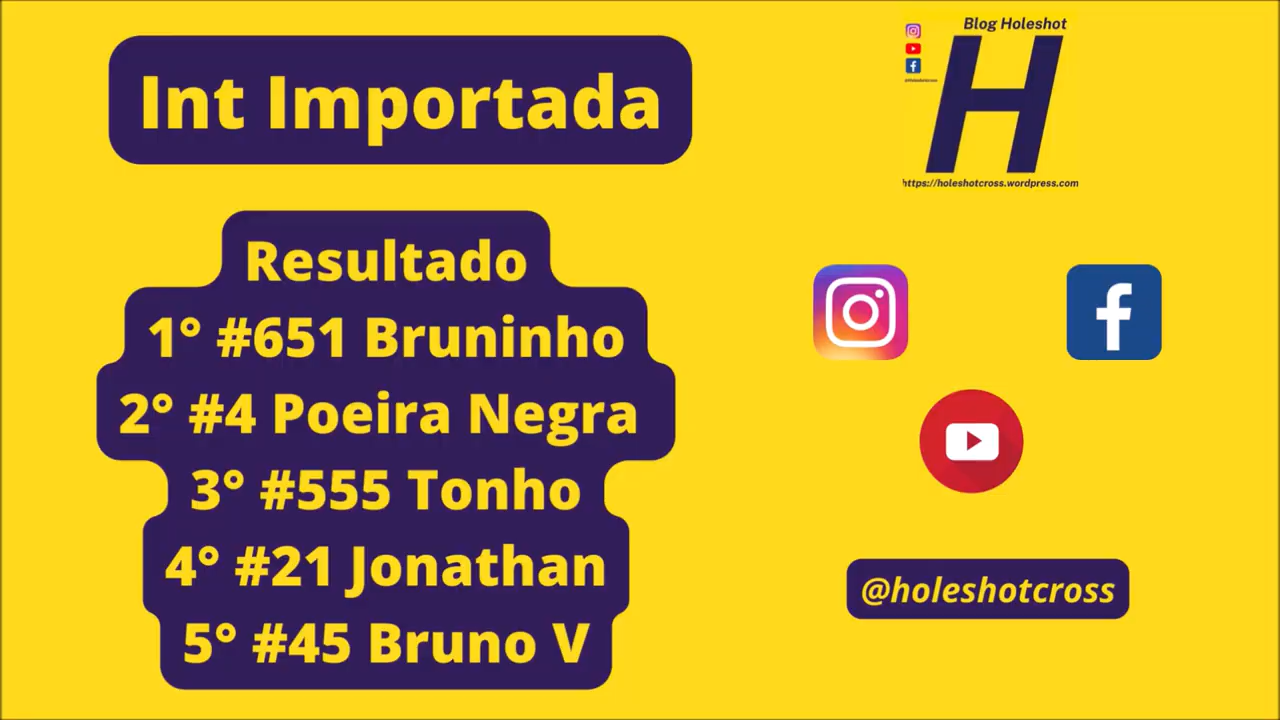 Int Importada
Resultado
1° #651 Bruninho
2° #4 Poeira Negra
3° #555 Tonho
4° #21 Jonathan
5° #45 Bruno V
Blog Holeshot
H
https://holeshotcross.wordpress.com
@holeshotcross